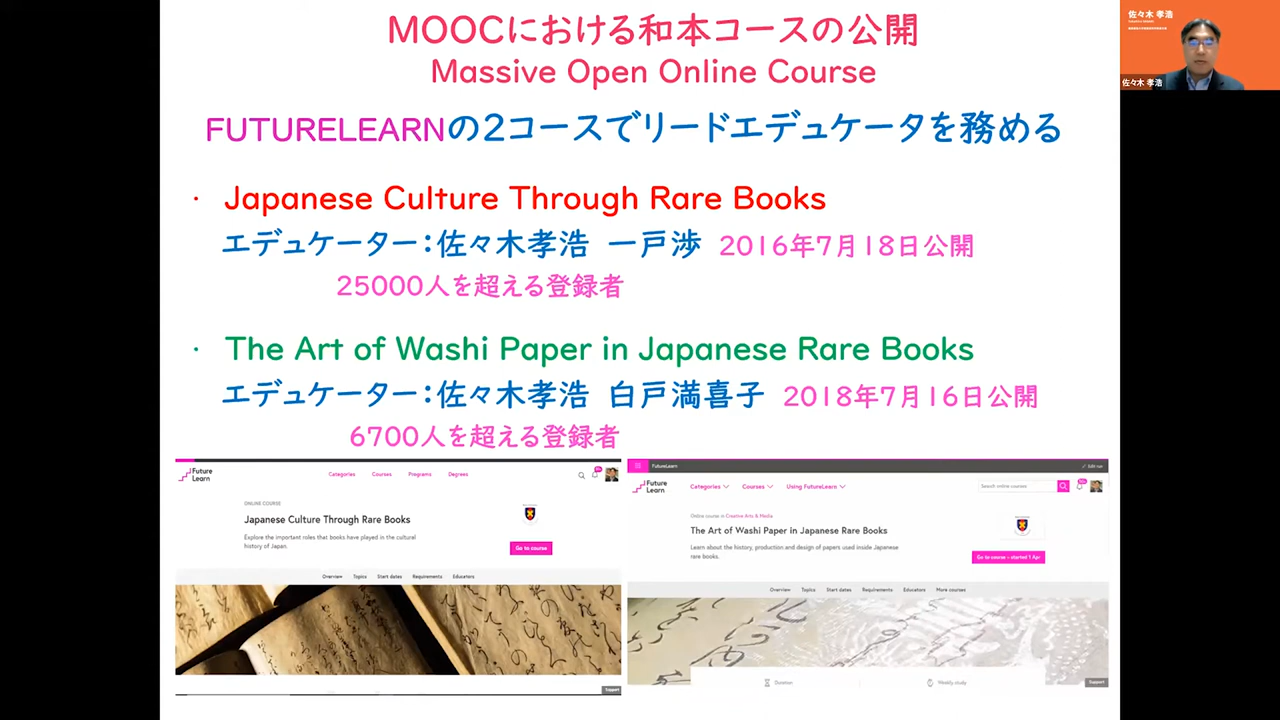 MOOCにおける和本コースの公開
Massive Open Online Course
FUTURELEARNの2コースでリードエデュケータを務める
・ Japanese Culture Through Rare Books
エデュケーター：佐々木孝浩 一戸渉 2016年7月18日公開
25000人を超える登録者
・ The Art of Washi Paper in Japanese Rare Books
エデュケーター：佐々木孝浩 白戸満喜子 2018年7月16日公開
6700人を超える登録者
佐々木 孝浩
佐々木 孝浩
Future Learn
Categories Courses Programs Degrees
ONLINE COURSE
Japanese Culture Through Rare Books
Explore the important roles that books have played in the cultural
history of Japan.
Go to course
Overview Topics Start dates Requirements Educators
Support
FutureLearn
Edit run
Future Learn
Categories Courses Using FutureLearn
Search online courses
Online course in Creative Arts & Media
The Art of Washi Paper in Japanese Rare Books
Learn about the history, production and design of papers used inside Japanese
rare books.
Go to course – started 1 Apr
Overview Topics Start dates Requirements Educators More courses
Duration
Weekly study
Support